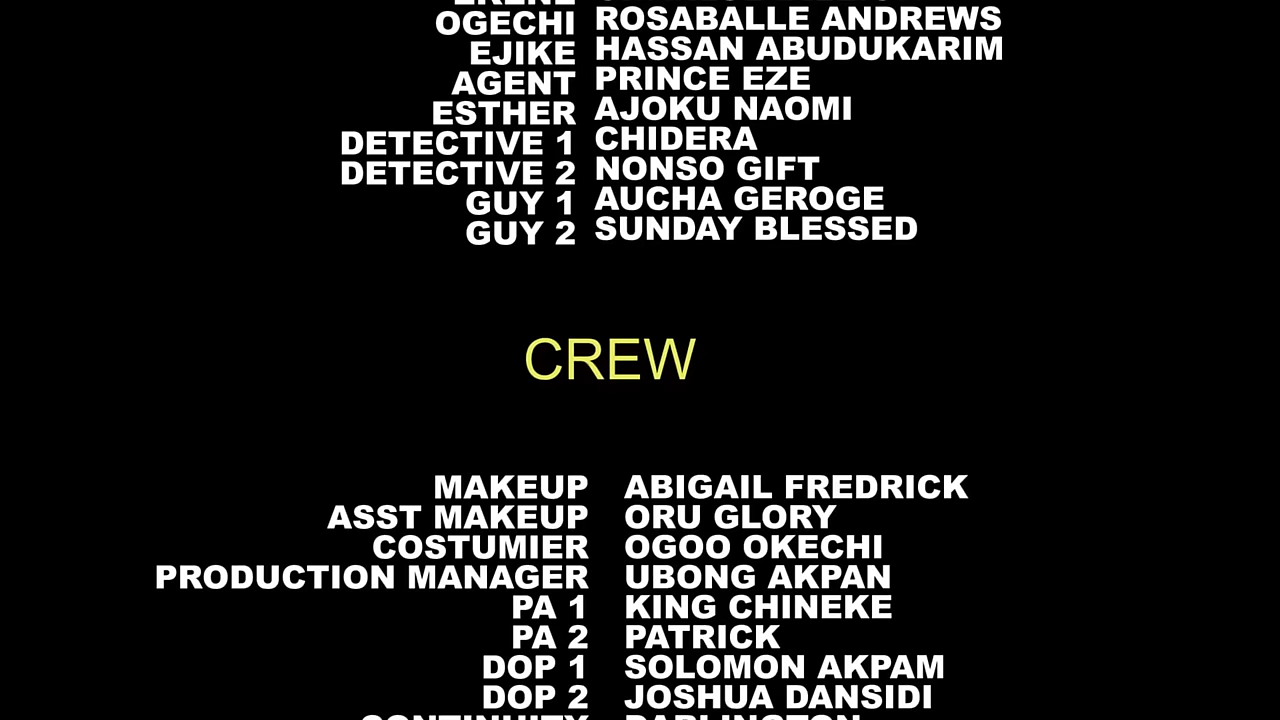 OGECHI ROSABALLE ANDREWS
EJIKE HASSAN ABUDUKARIM
AGENT PRINCE EZE
ESTHER AJOKU NAOMI
DETECTIVE 1 CHIDERA
DETECTIVE 2 NONSO GIFT
GUY 1 AUCHA GEROGE
GUY 2 SUNDAY BLESSED
CREW
MAKEUP ABIGAIL FREDRICK
ASST MAKEUP ORU GLORY
COSTUMIER OGOO OKECHI
PRODUCTION MANAGER UBONG AKPAN
PA 1 KING CHINEKE
PA 2 PATRICK
DOP 1 SOLOMON AKPAM
DOP 2 JOSHUA DANSIDI